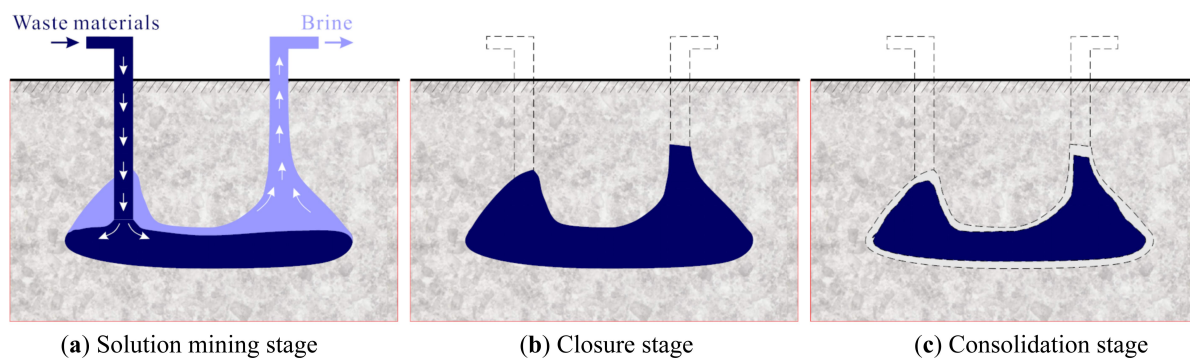 Waste materials
Brine
(a) Solution mining stage
(b) Closure stage
(c) Consolidation stage